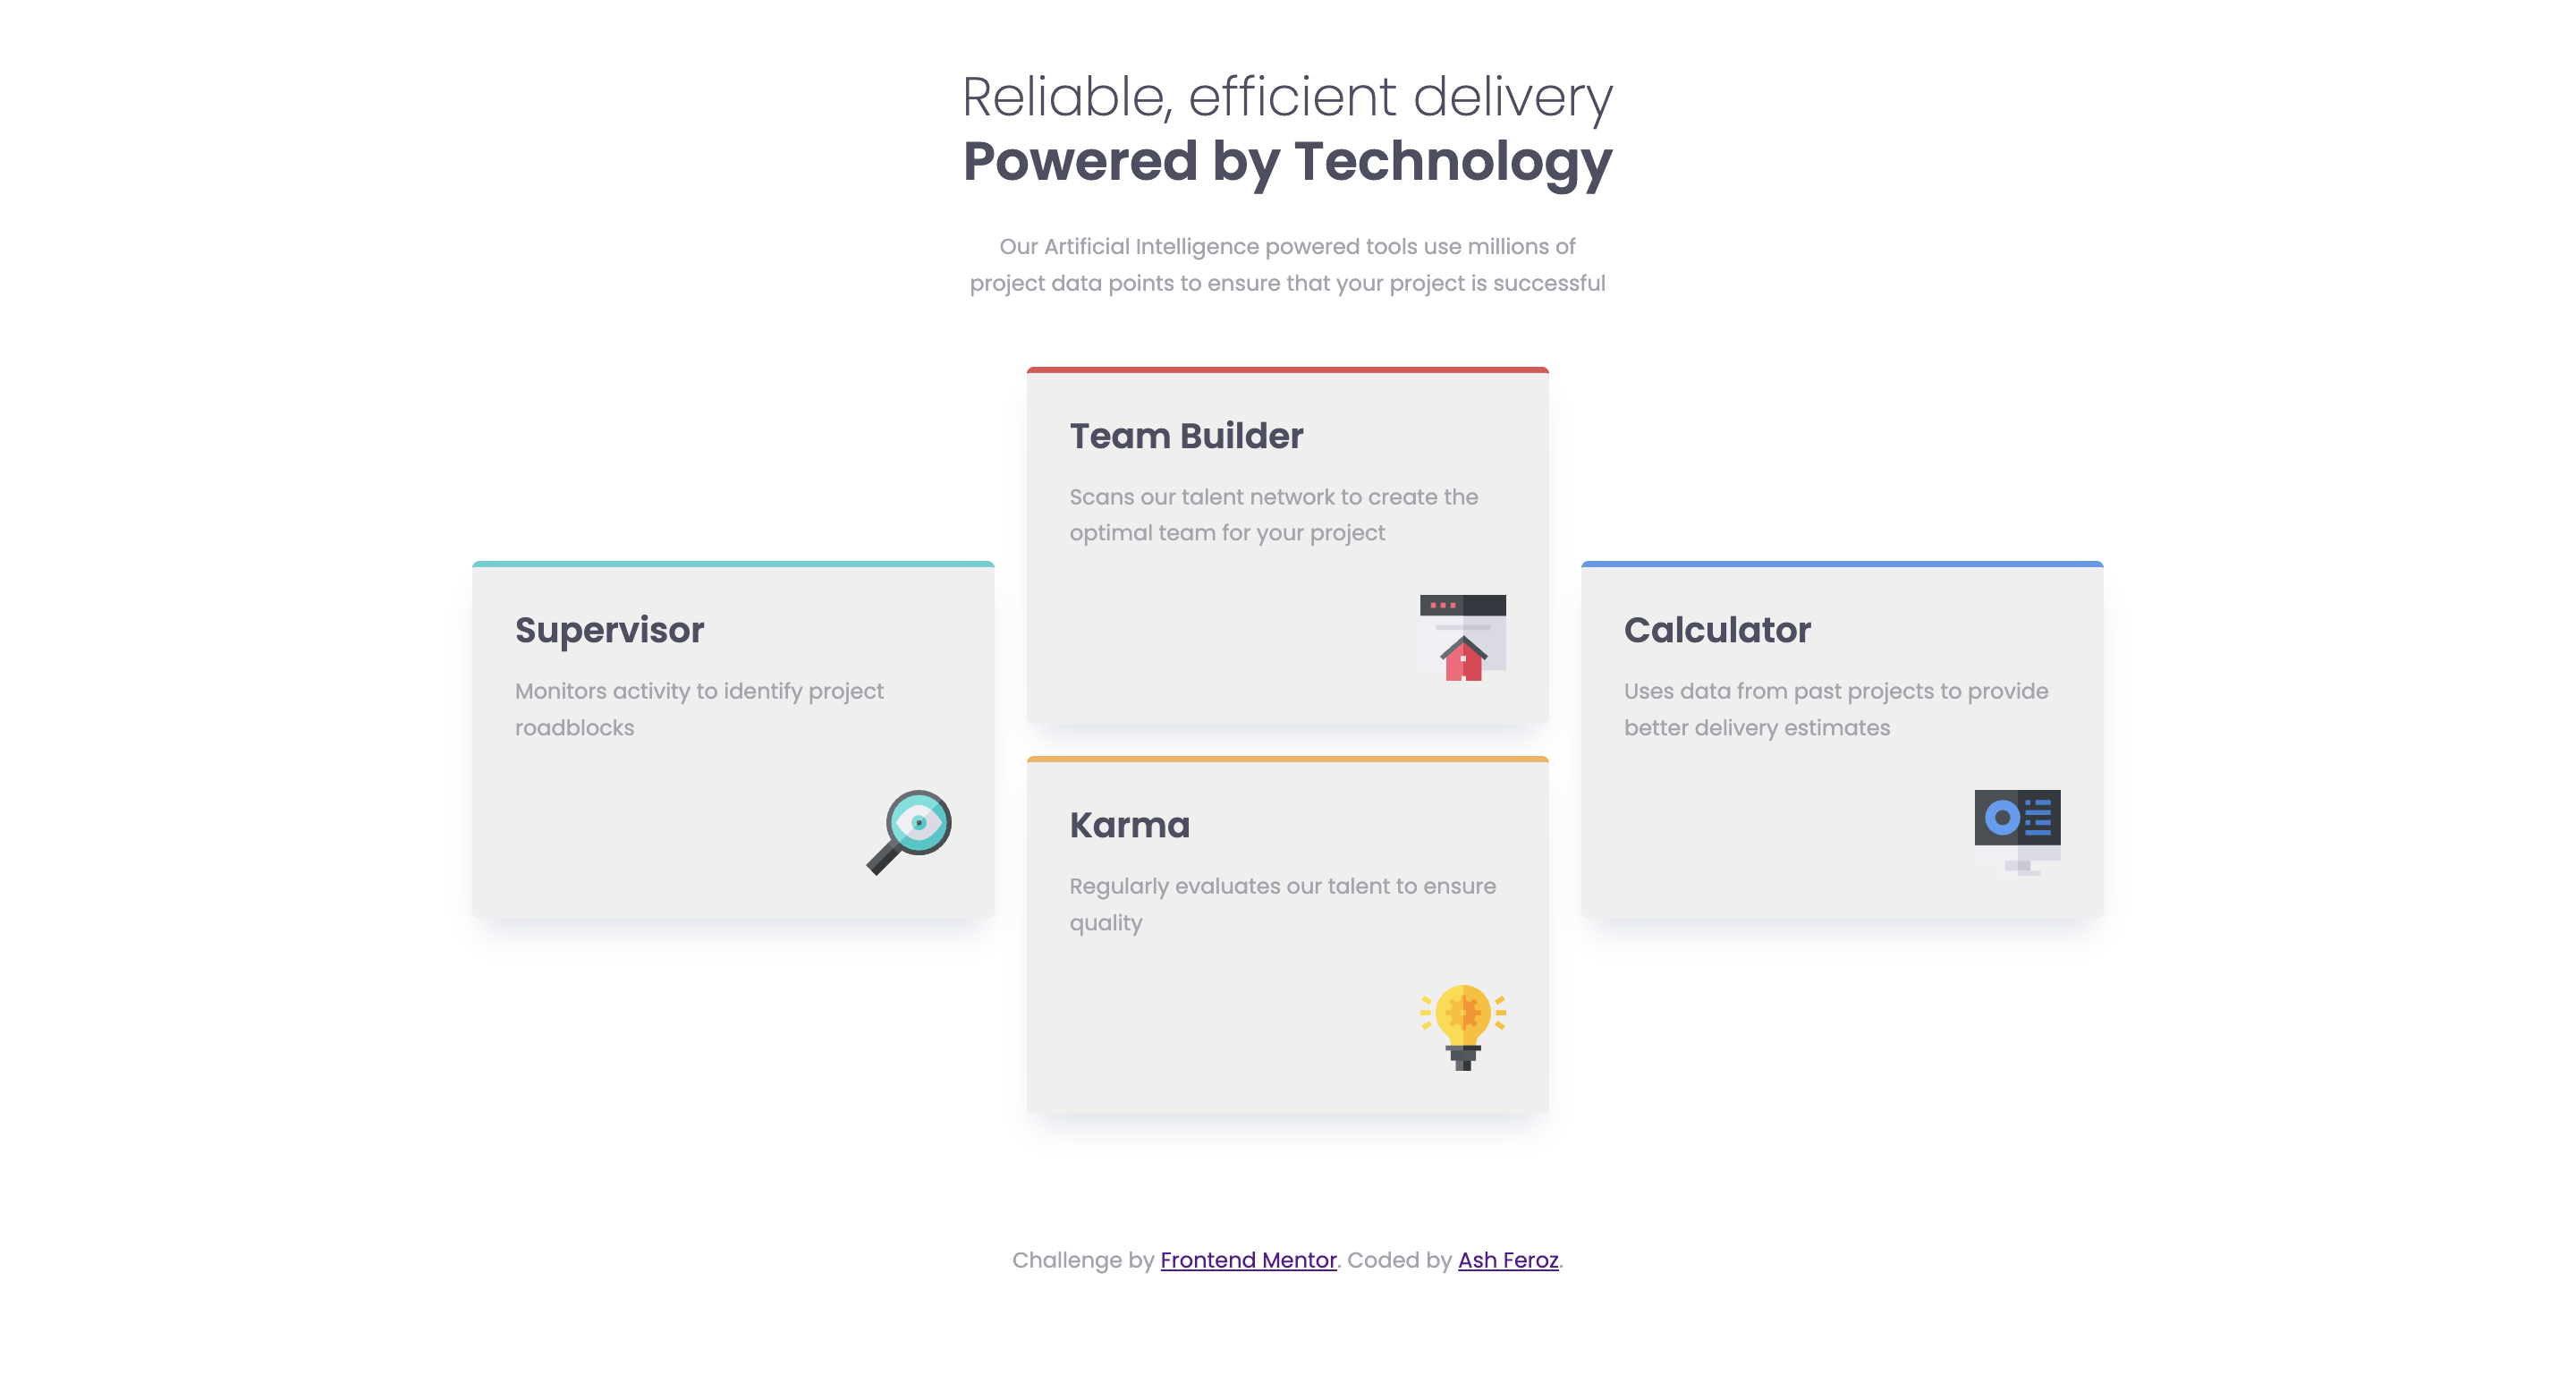 Reliable, efficient delivery
Powered by Technology
Our Artificial Intelligence powered tools use millions of
project data points to ensure that your project is successful
Supervisor
Monitors activity to identify project
roadblocks
Team Builder
Scans our talent network to create the
optimal team for your project
Karma
Regularly evaluates our talent to ensure
quality
Calculator
Uses data from past projects to provide
better delivery estimates
Challenge by Frontend Mentor. Coded by Ash Feroz.